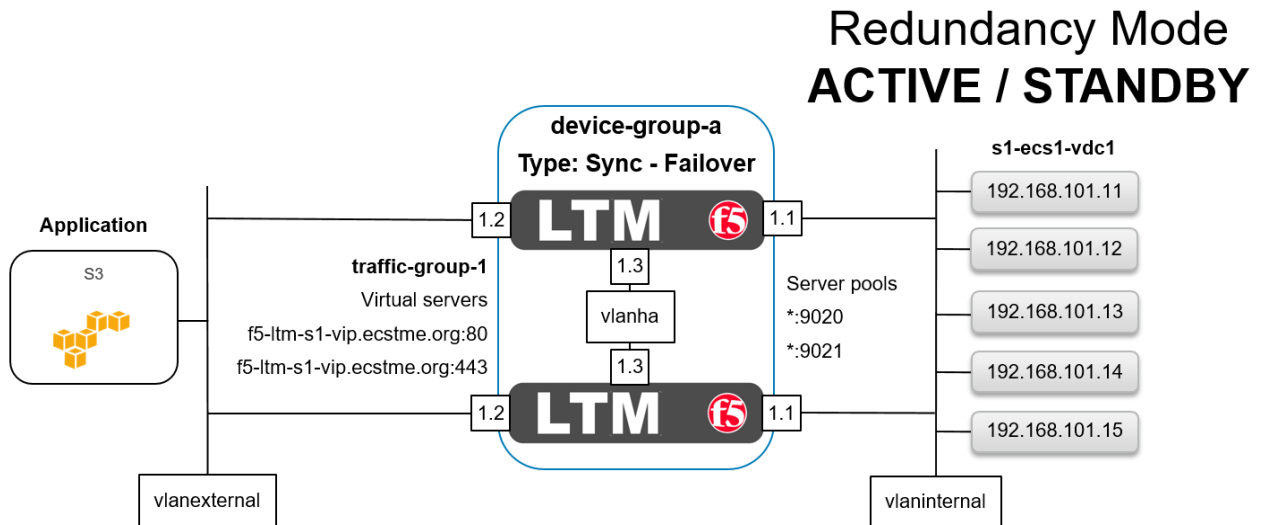 Redundancy Mode
ACTIVE / STANDBY
device-group-a
Type: Sync - Failover
s1-ecs1-vdc1
192.168.101.11
192.168.101.12
192.168.101.13
192.168.101.14
192.168.101.15
Application
S3
1.2
LTM
f5
1.1
1.3
traffic-group-1
Virtual servers
f5-ltm-s1-vip.ecstme.org:80
f5-ltm-s1-vip.ecstme.org:443
vlanha
Server pools
*:9020
*:9021
1.3
1.2
LTM
f5
1.1
vlanexternal
vlaninternal